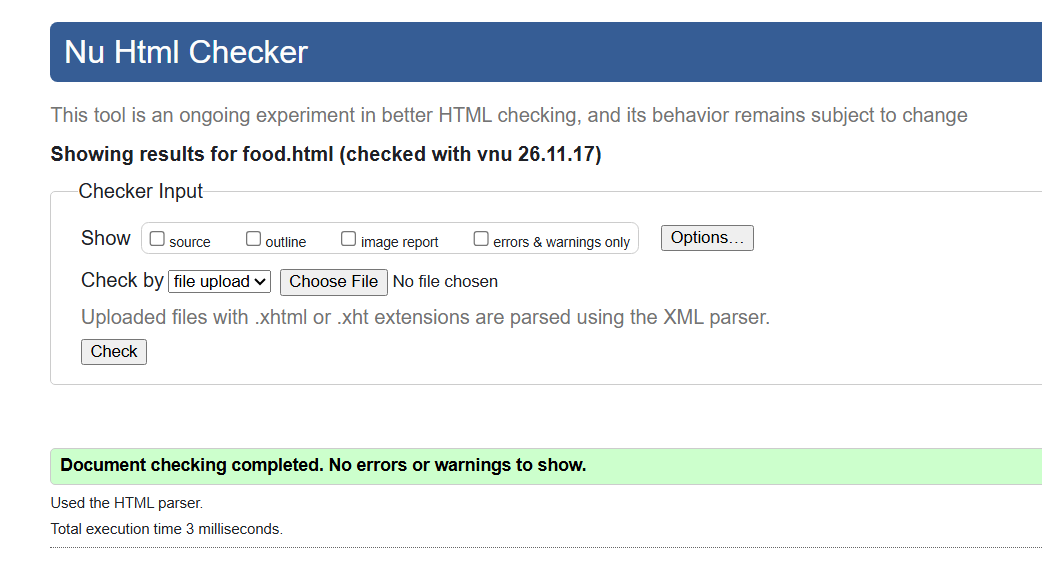 Nu Html Checker
This tool is an ongoing experiment in better HTML checking, and its behavior remains subject to change
Showing results for food.html (checked with vnu 26.11.17)
Checker Input
Show source outline image report errors & warnings only Options...
Check by file upload Choose File No file chosen
Uploaded files with .xhtml or .xht extensions are parsed using the XML parser.
Check
Document checking completed. No errors or warnings to show.
Used the HTML parser.
Total execution time 3 milliseconds.